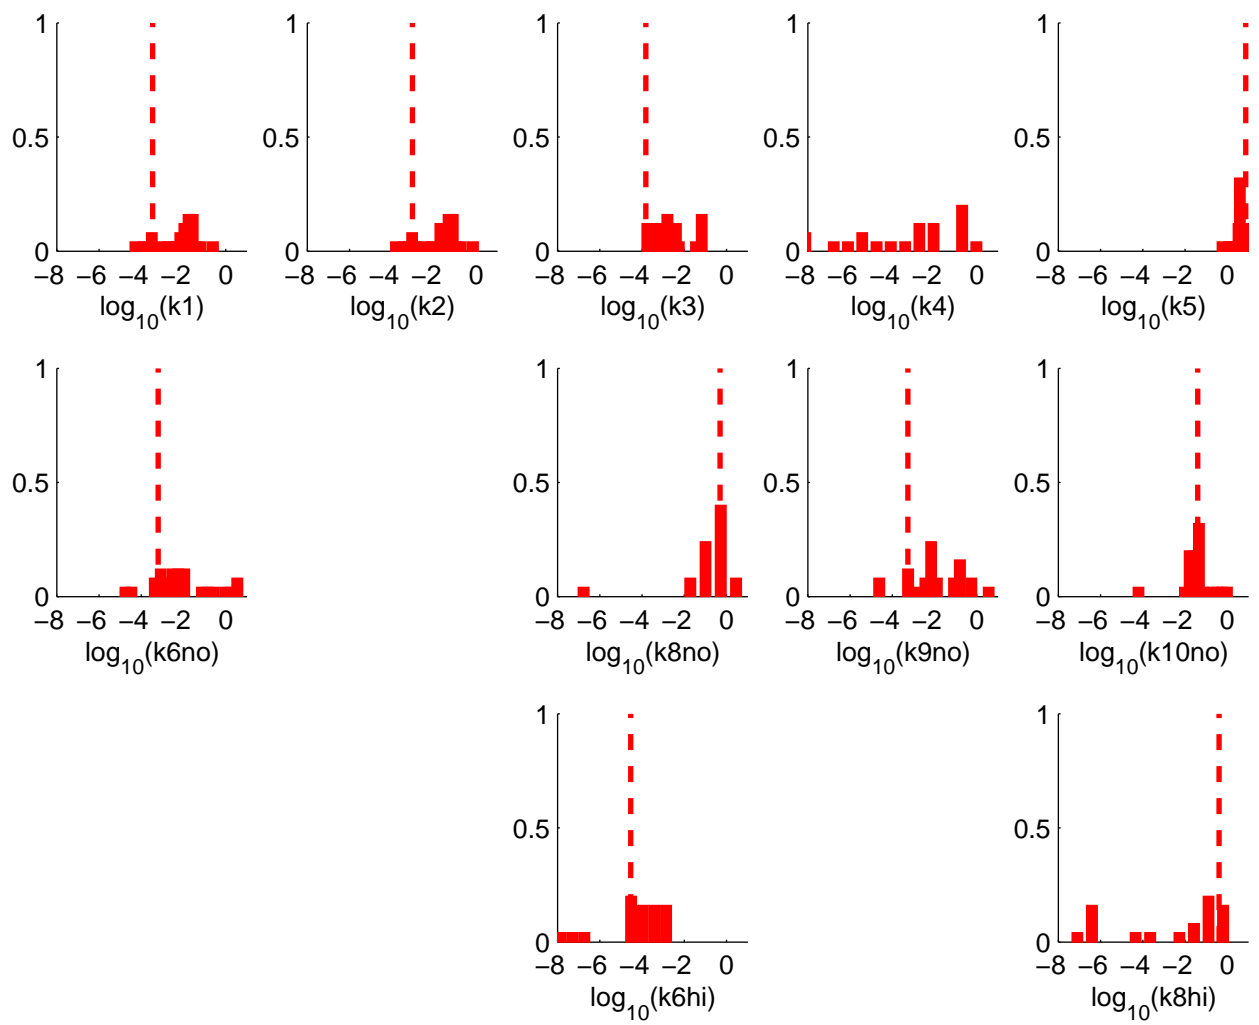 1 1 1 1 1
0.5 0.5 0.5 0.5 0.5
0 0 0 0 0
−8 −6 −4 −2 0 −8 −6 −4 −2 0 −8 −6 −4 −2 0 −8 −6 −4 −2 0 −8 −6 −4 −2 0
log10(k1) log10(k2) log10(k3) log10(k4) log10(k5)
1 1 1 1
0.5 0.5 0.5 0.5
0 0 0 0
−8 −6 −4 −2 0 −8 −6 −4 −2 0 −8 −6 −4 −2 0 −8 −6 −4 −2 0
log10(k6no) log10(k8no) log10(k9no) log10(k10no)
1 1
0.5 0.5
0 0
−8 −6 −4 −2 0 −8 −6 −4 −2 0
log10(k6hi) log10(k8hi)